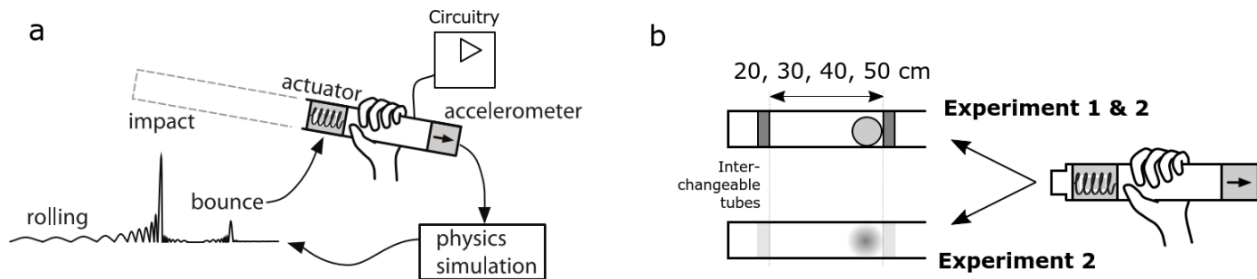 a
Circuitry
actuator
accelerometer
impact
bounce
rolling
physics
simulation
b
20, 30, 40, 50 cm
Experiment 1 & 2
Inter-
changeable
tubes
Experiment 2